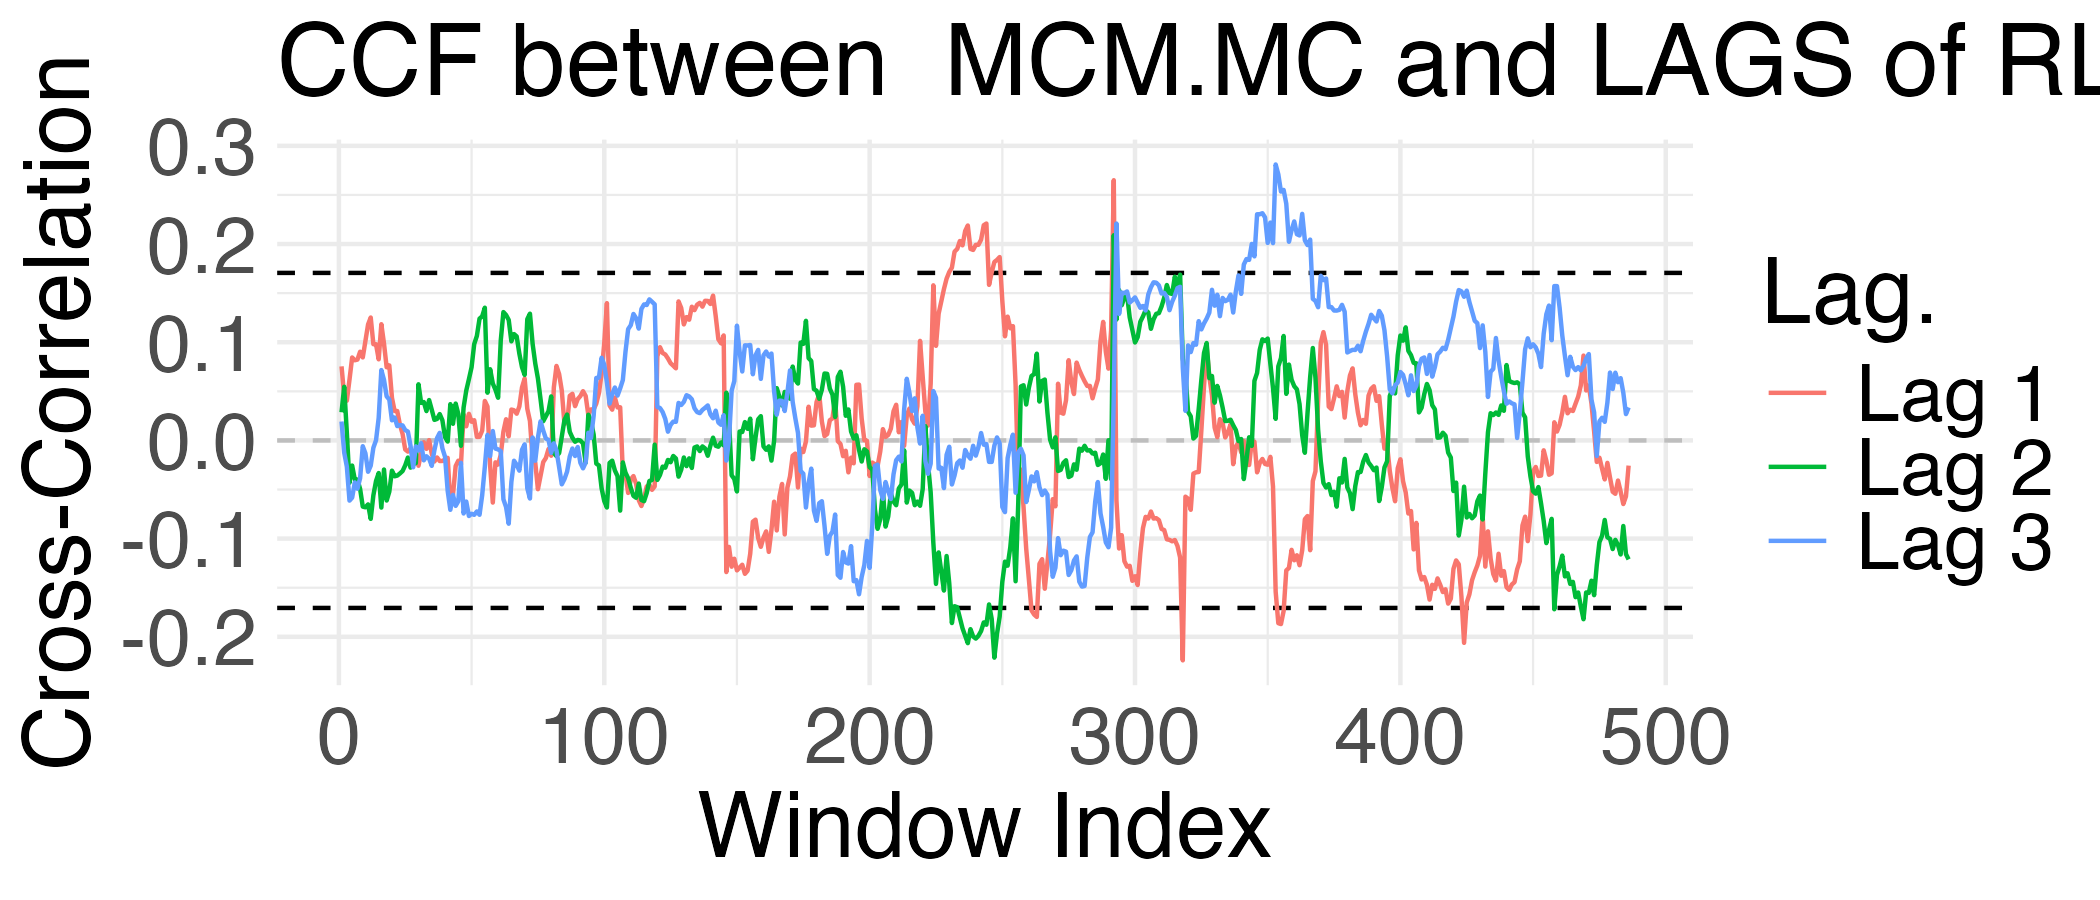 CCF between  MCM.MC and LAGS of RL
Cross-Correlation
0.3
0.2
0.1
0.0
-0.1
-0.2
0 100 200 300 400 500
Window Index
Lag.
Lag 1
Lag 2
Lag 3